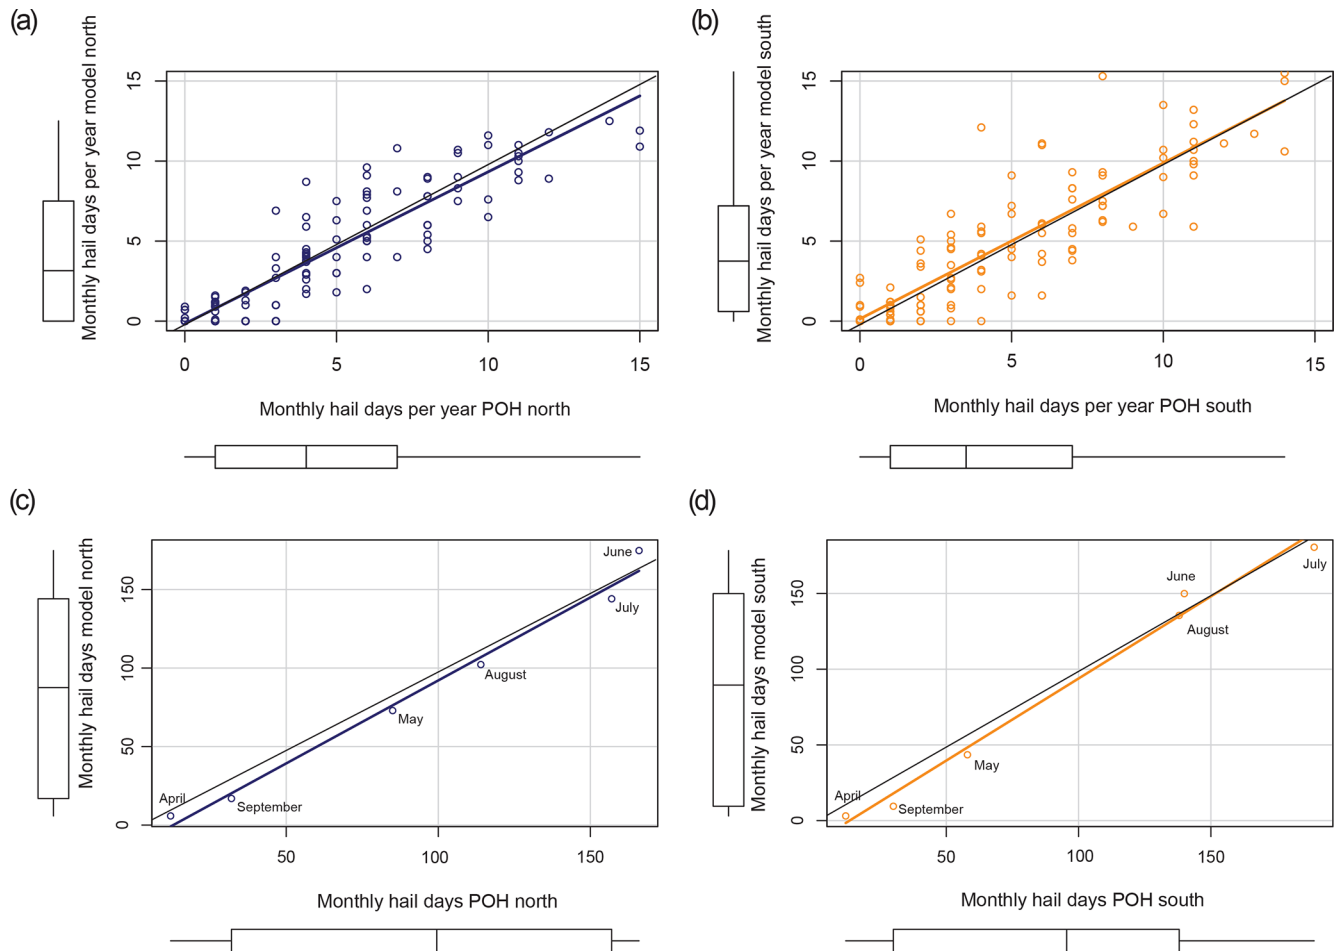 (a)
Monthly hail days per year model north
15
10
5
0
0 5 10 15
Monthly hail days per year POH north
(b)
Monthly hail days per year model south
15
10
5
0
0 5 10 15
Monthly hail days per year POH south
(c)
Monthly hail days model north
150
100
50
0
June
July
August
May
September
April
50 100 150
Monthly hail days POH north
(d)
Monthly hail days model south
150
100
50
0
July
June
August
May
April
September
50 100 150
Monthly hail days POH south